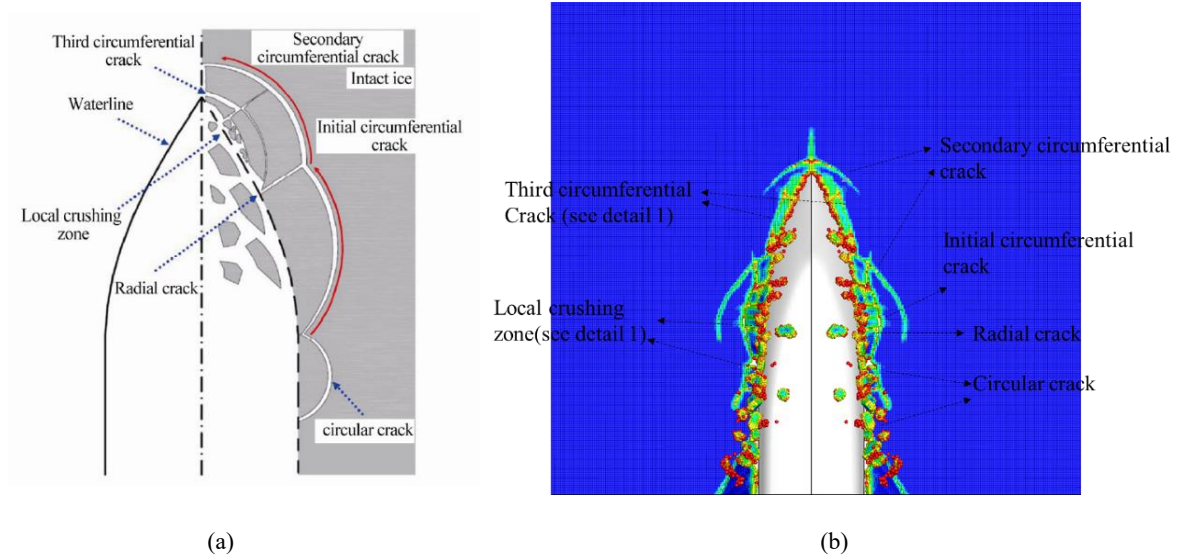 Third circumferential
crack
Secondary
circumferential crack
Intact ice
Waterline
Initial circumferential
crack
Local crushing
zone
Radial crack
circular crack
Secondary circumferential
crack
Third circumferential
Crack (see detail 1)
Initial circumferential
crack
Local crushing
zone(see detail 1)
Radial crack
Circular crack
(a)
(b)